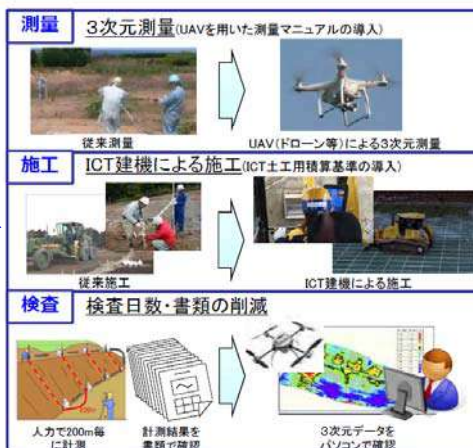 測量
3次元測量(UAVを用いた測量マニュアルの導入)
従来測量
UAV(ドローン等)による3次元測量
施工
ICT建機による施工(ICT土工用積算基準の導入)
従来施工
ICT建機による施工
検査
検査日数・書類の削減
人力で200m毎
に計測
計測結果を
書類で確認
3次元データを
パソコンで確認